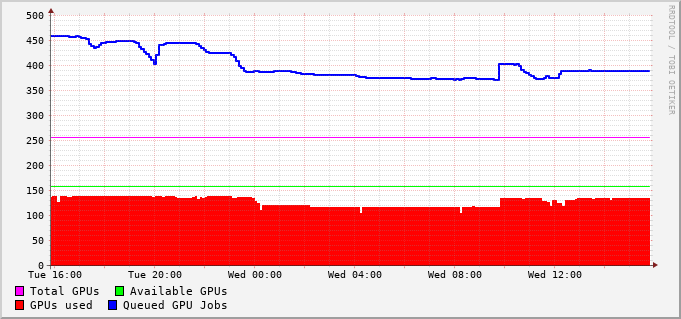 500
450
400
350
300
250
200
150
100
50
0
Tue 16:00 Tue 20:00 Wed 00:00 Wed 04:00 Wed 08:00 Wed 12:00
Total GPUs Available GPUs
GPUs used Queued GPU Jobs
RRDTOOL / TOBI OETIKER